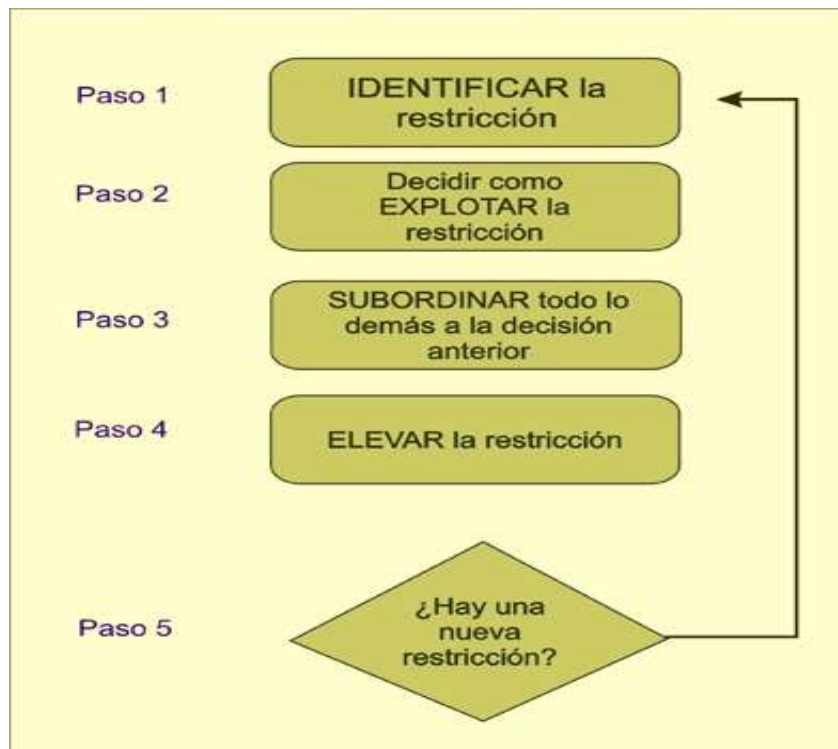 Paso 1
IDENTIFICAR la
restricción
Paso 2
Decidir como
EXPLOTAR la
restricción
Paso 3
SUBORDINAR todo lo
demás a la decisión
anterior
Paso 4
ELEVAR la restricción
Paso 5
¿Hay una
nueva
restricción?